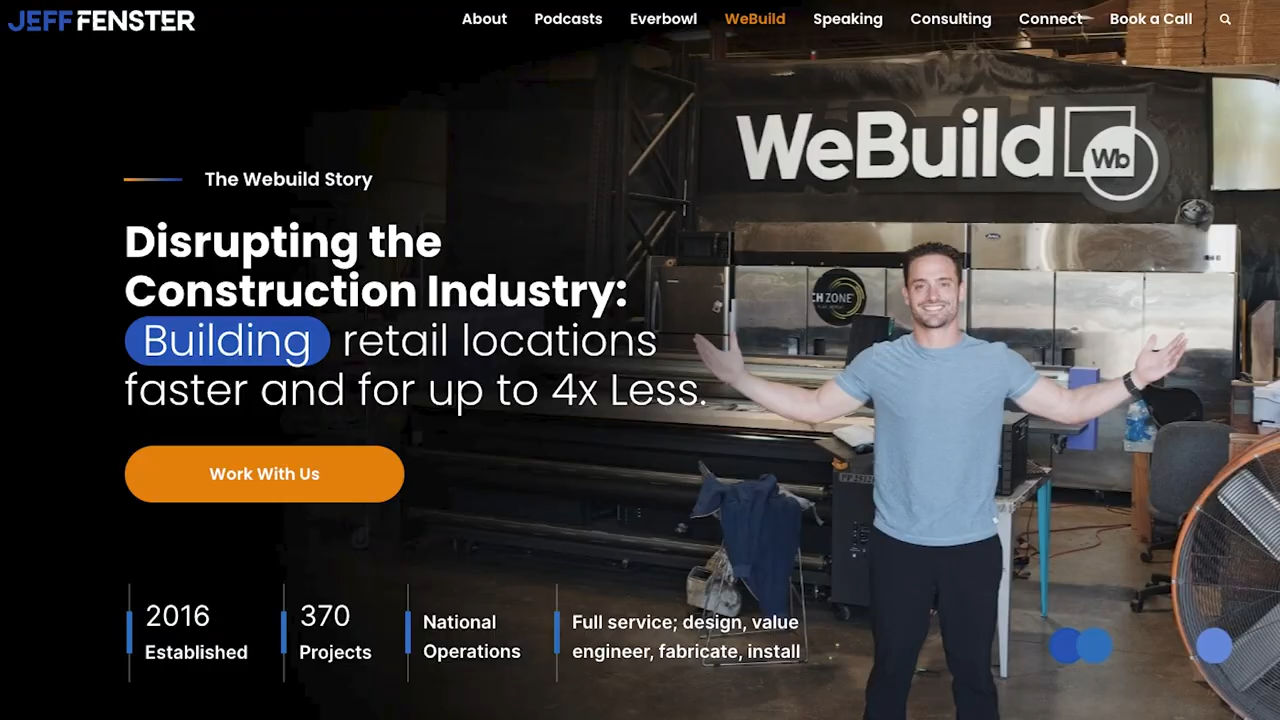 JEFF FENSTER
About Podcasts Everbowl WeBuild Speaking Consulting Connect Book a Call
WeBuild Wb
The Webuild Story
Disrupting the
Construction Industry:
Building retail locations
faster and for up to 4x Less.
CH ZONE
Work With Us
2016
Established
370
Projects
National
Operations
Full service; design, value
engineer, fabricate, install